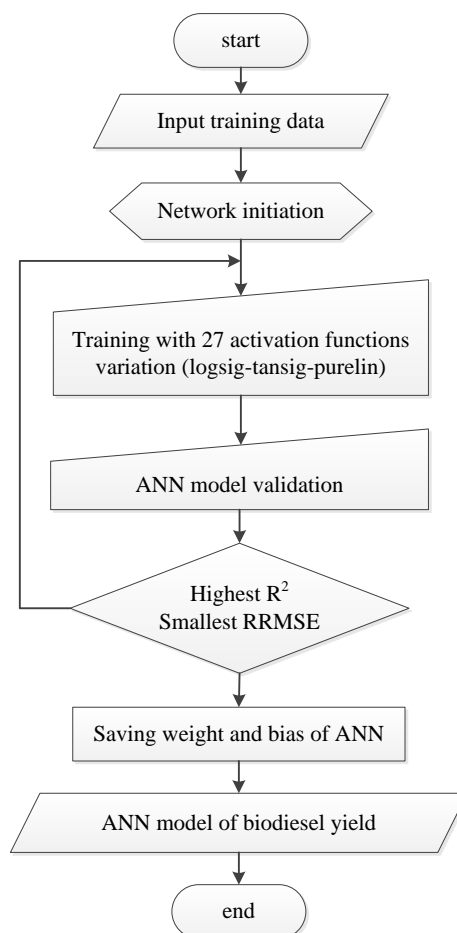 start
Input training data
Network initiation
Training with 27 activation functions
variation (logsig-tansig-purelin)
ANN model validation
Highest R²
Smallest RRMSE
Saving weight and bias of ANN
ANN model of biodiesel yield
end